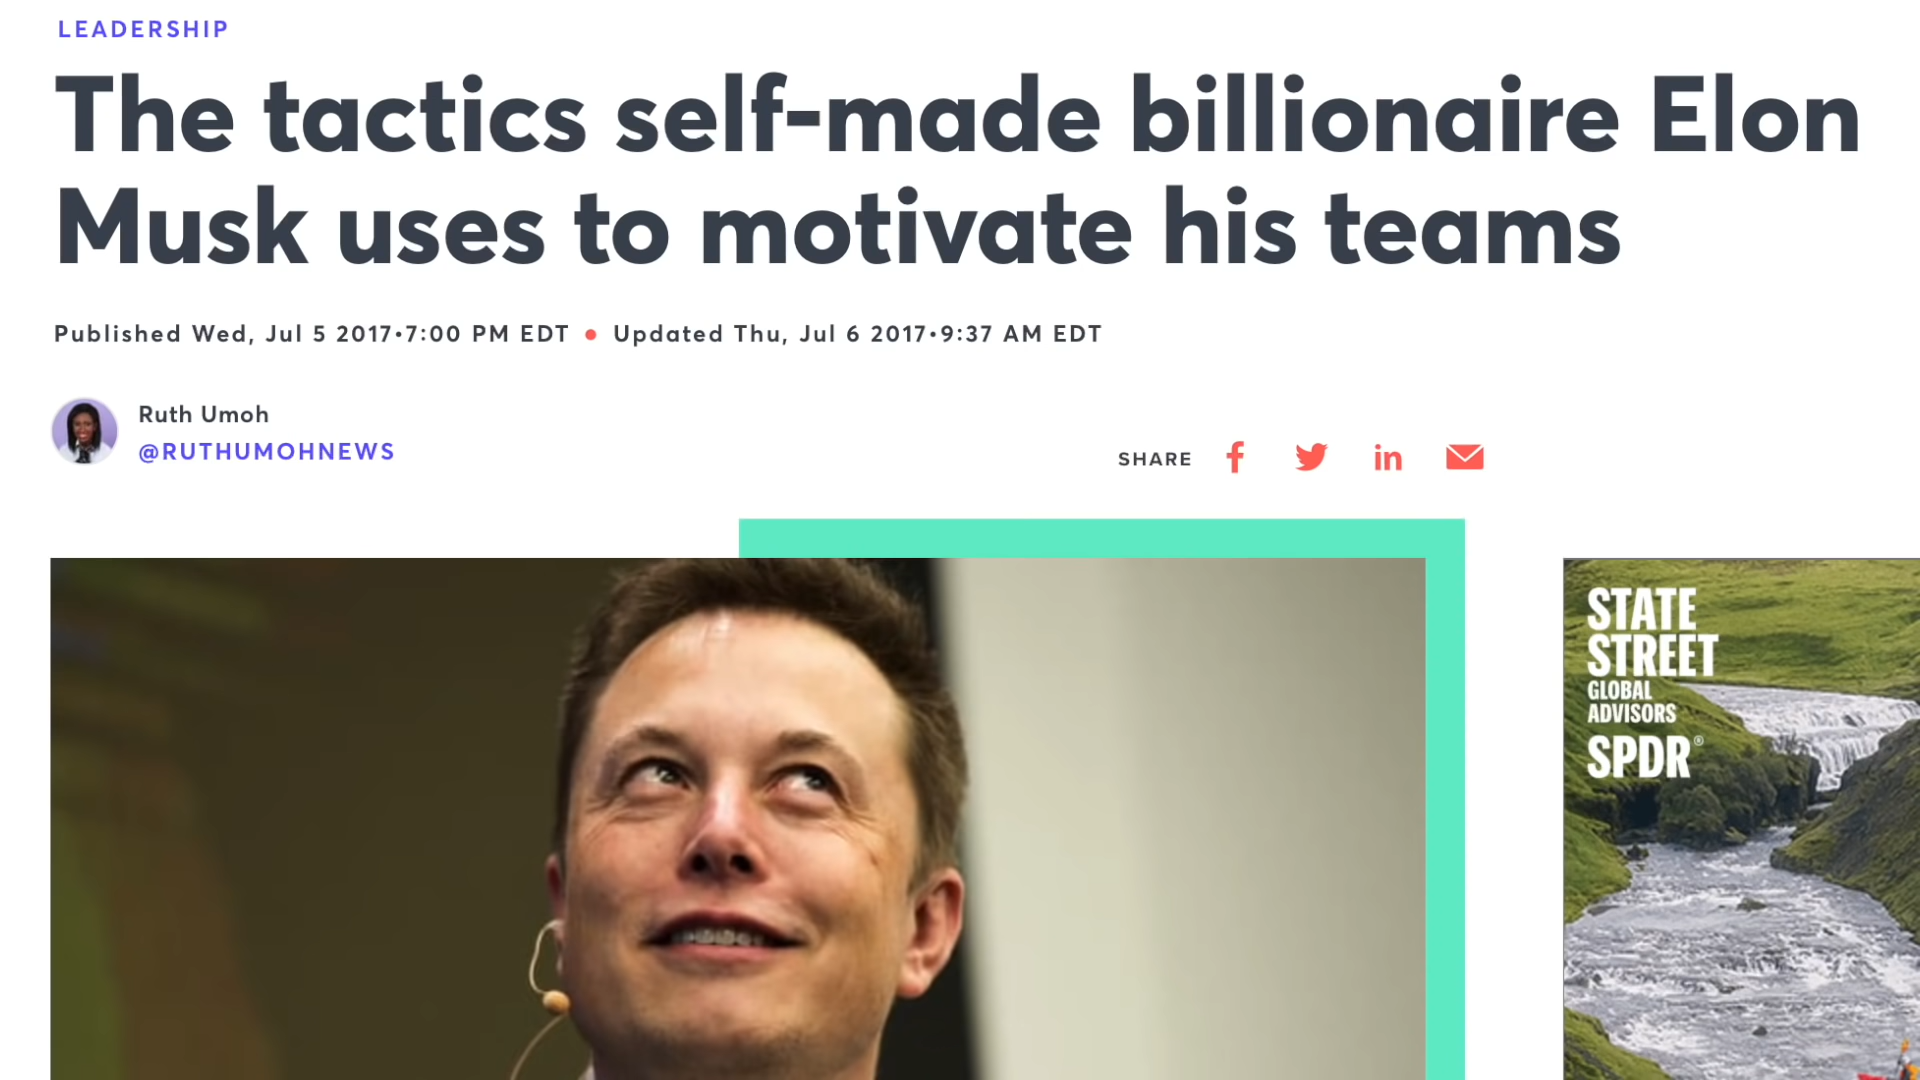 LEADERSHIP
The tactics self-made billionaire Elon
Musk uses to motivate his teams
Published Wed, Jul 5 2017•7:00 PM EDT • Updated Thu, Jul 6 2017•9:37 AM EDT
Ruth Umoh
@RUTHUMOHNEWS
SHARE
STATE
STREET
GLOBAL
ADVISORS
SPDR®